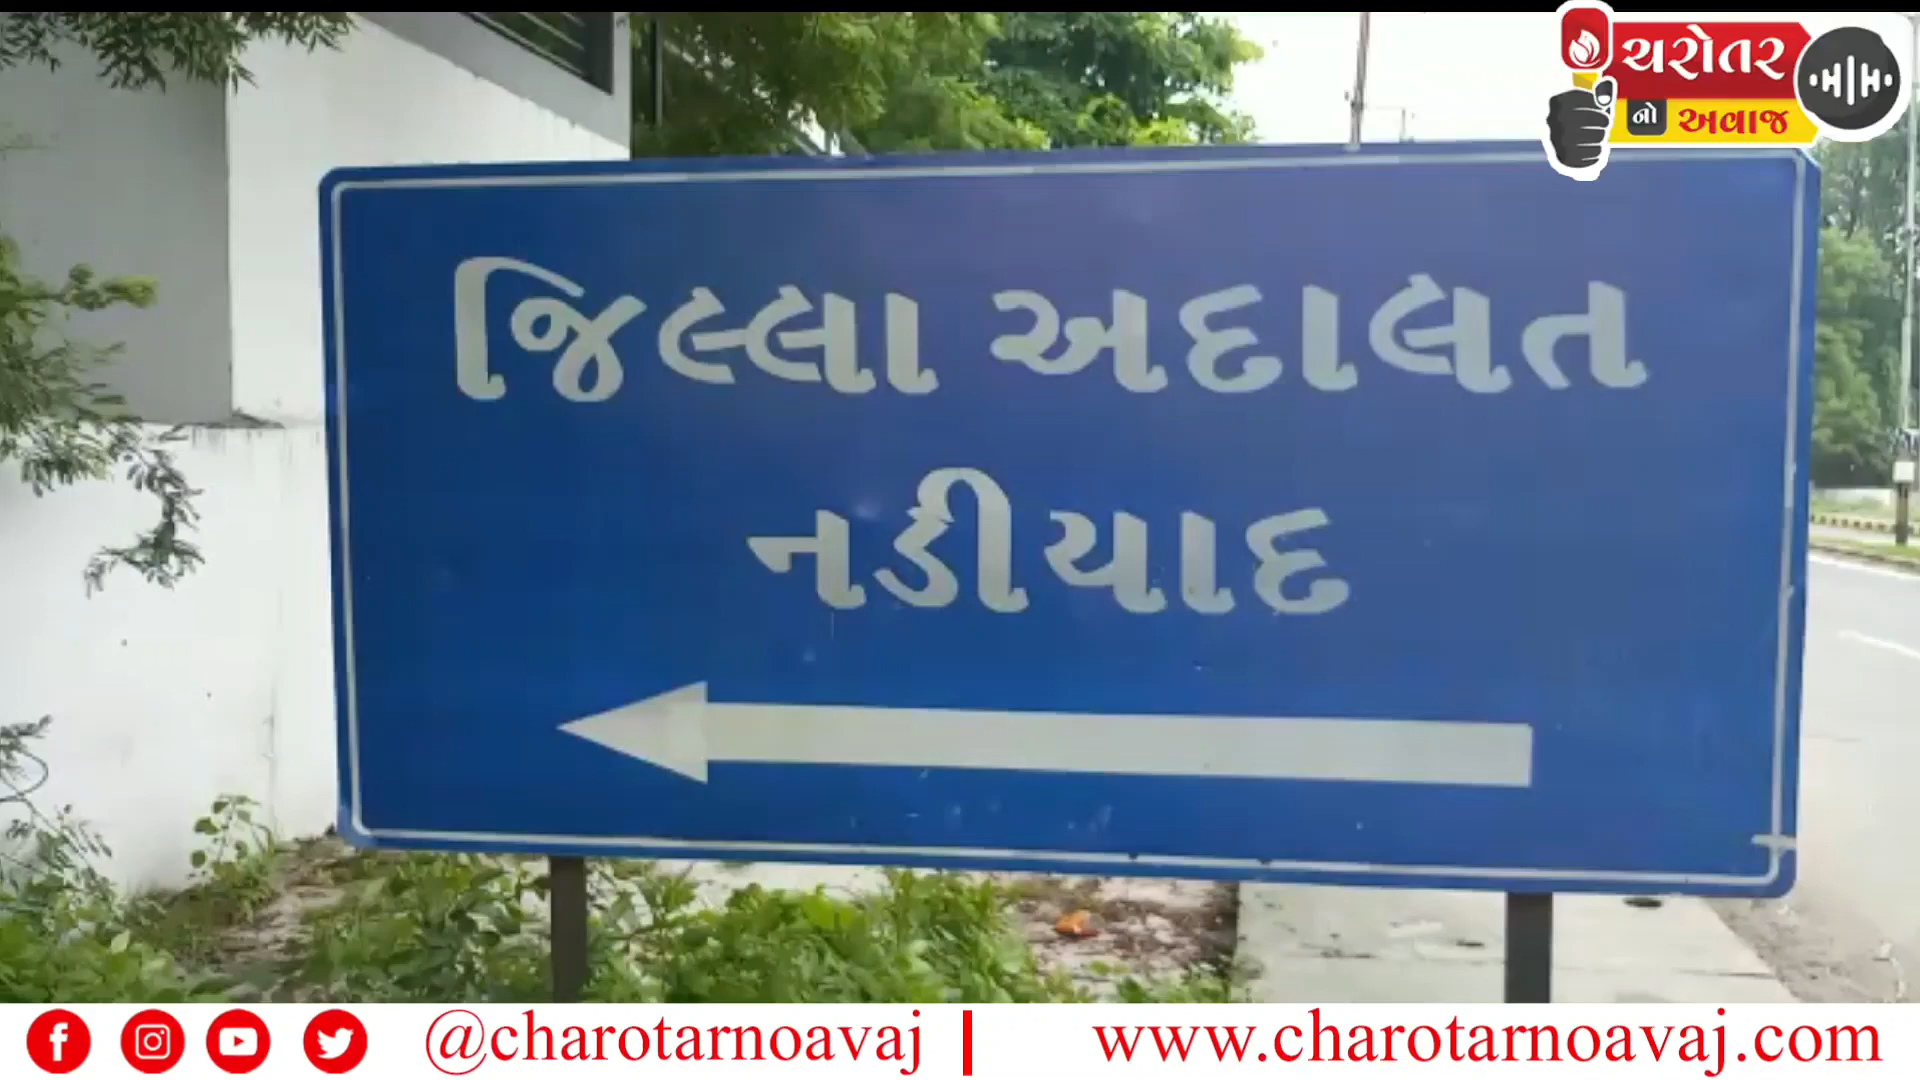 ચરોતર
નો અવાજ
જિલ્લા અદાલત
નડીયાદ
@charotarnoavaj | www.charotarnoavaj.com